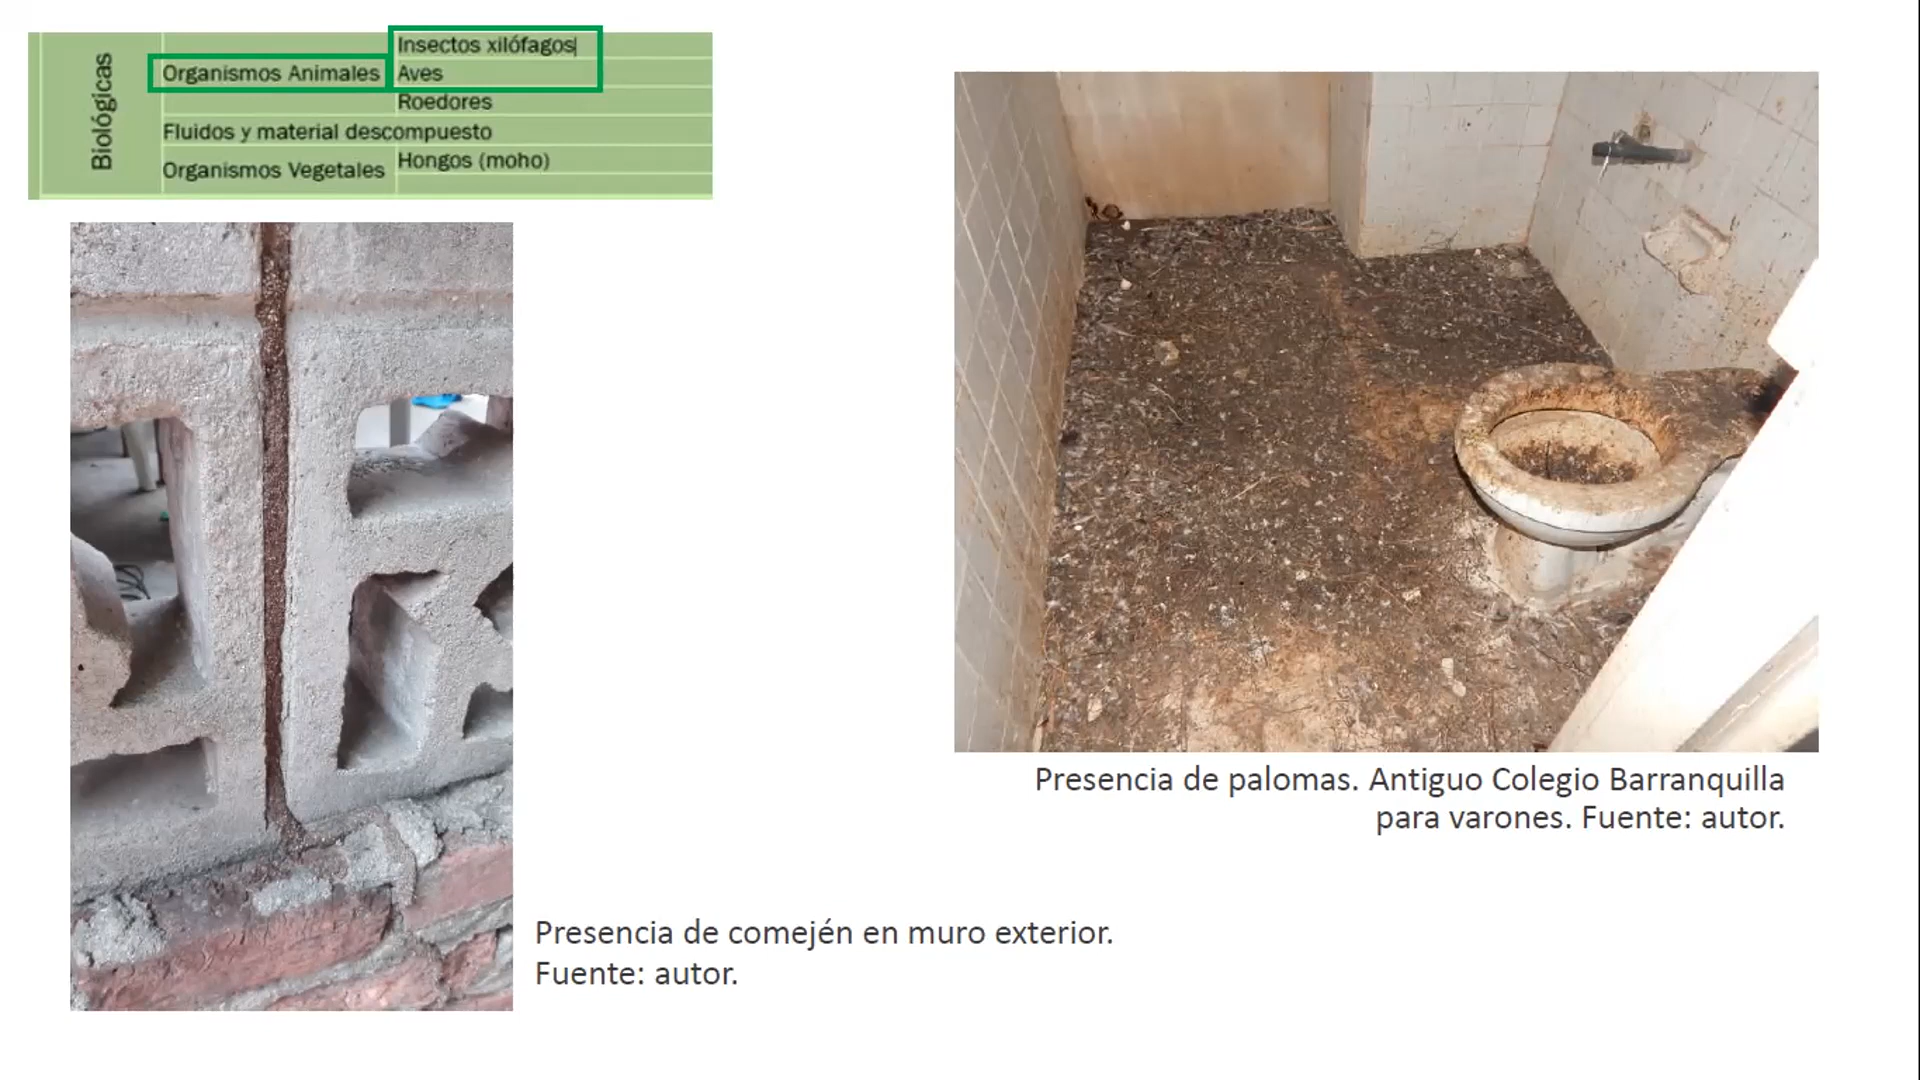 Biológicas
Insectos xilófagos
Organismos Animales Aves
Roedores
Fluidos y material descompuesto
Organismos Vegetales Hongos (moho)
Presencia de palomas. Antiguo Colegio Barranquilla
para varones. Fuente: autor.
Presencia de comején en muro exterior.
Fuente: autor.